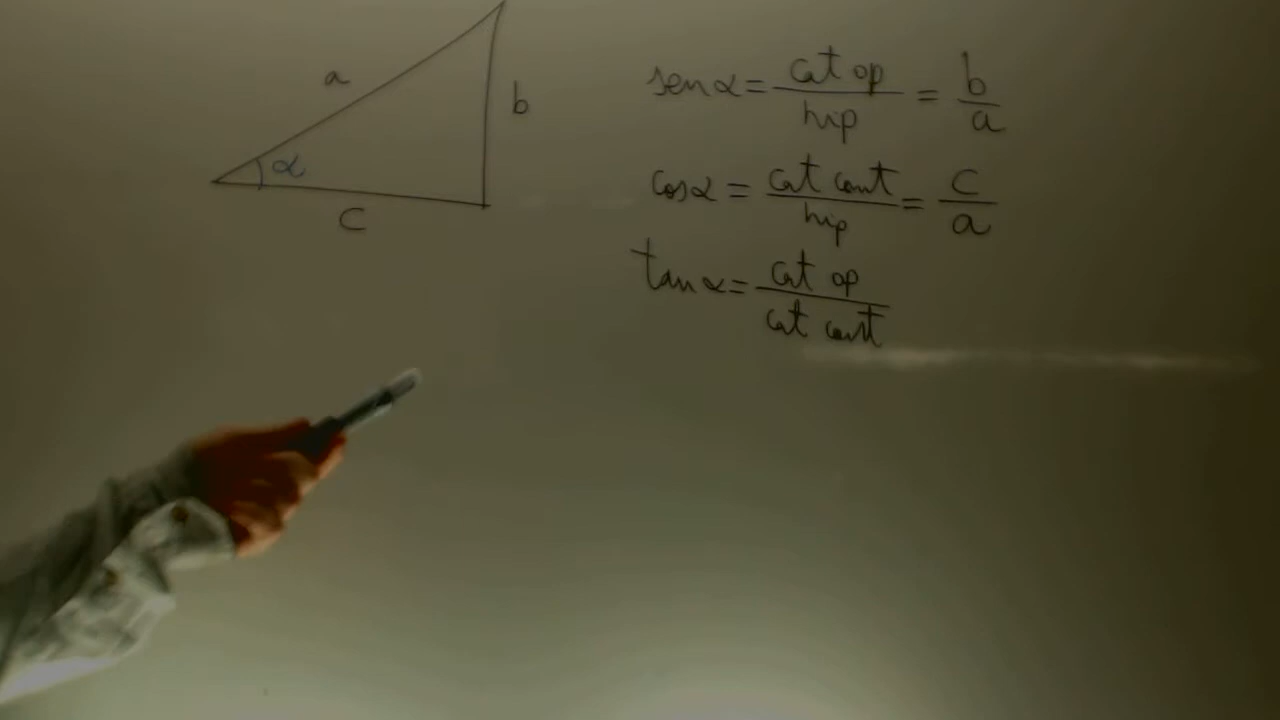 a
b
α
c
sen α = cat op / hip = b / a
cos α = cat cont / hip = c / a
tan α = cat op / cat cont